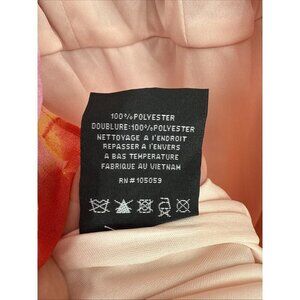 100%POLYESTER
DOUBLURE:100%POLYESTER
NETTOYAGE A L'ENDROIT
REPASSER A L'ENVERS
A BAS TEMPERATURE
FABRIQUE AU VIETNAM
RN#105059